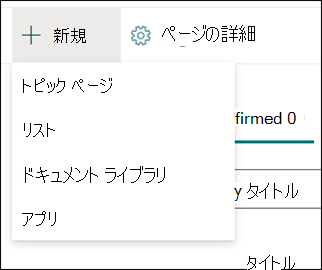 新規 ページの詳細
トピック ページ
リスト
firmed 0
ドキュメント ライブラリ
y タイトル
アプリ
タイトル